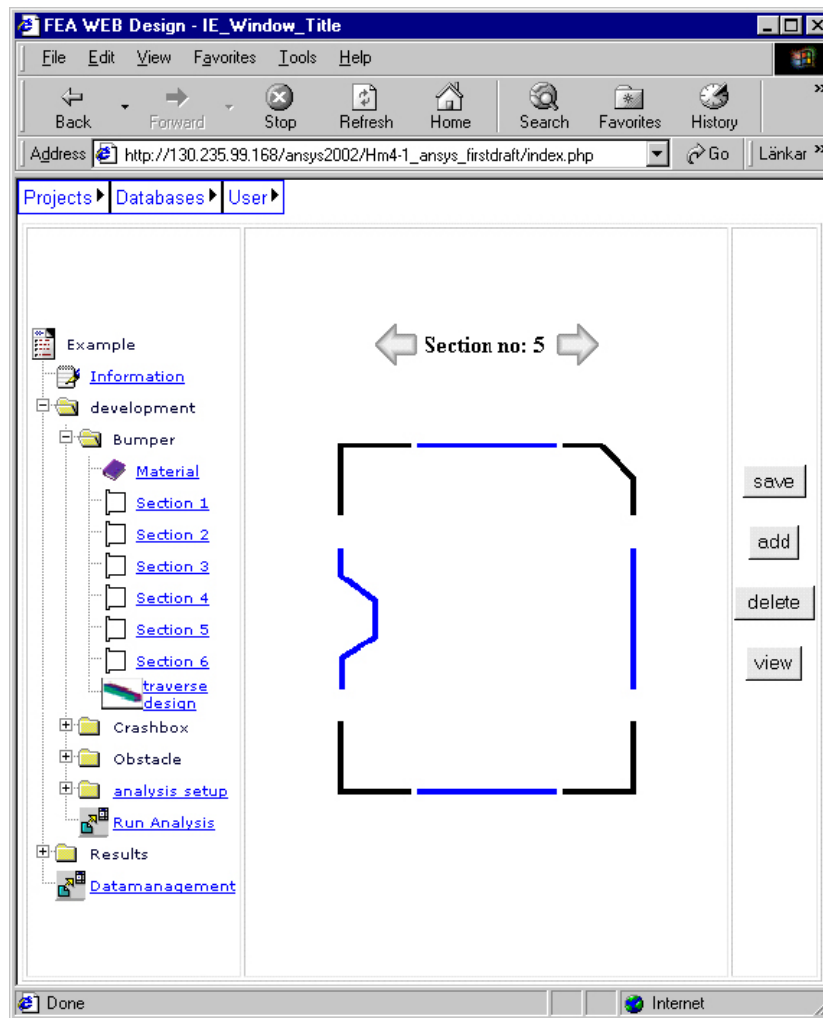 FEA WEB Design - IE_Window_Title
File Edit View Favorites Tools Help
Back Forward Stop Refresh Home Search Favorites History »
Address http://130.235.99.168/ansys2002/Hm4-1_ansys_firstdraft/index.php Go Länkar »
Projects Databases User
Section no: 5
Example
Information
development
Bumper
Material
Section 1
Section 2
Section 3
Section 4
Section 5
Section 6
traverse
design
Crashbox
Obstacle
analysis setup
Run Analysis
Results
Datamanagement
save
add
delete
view
Done Internet